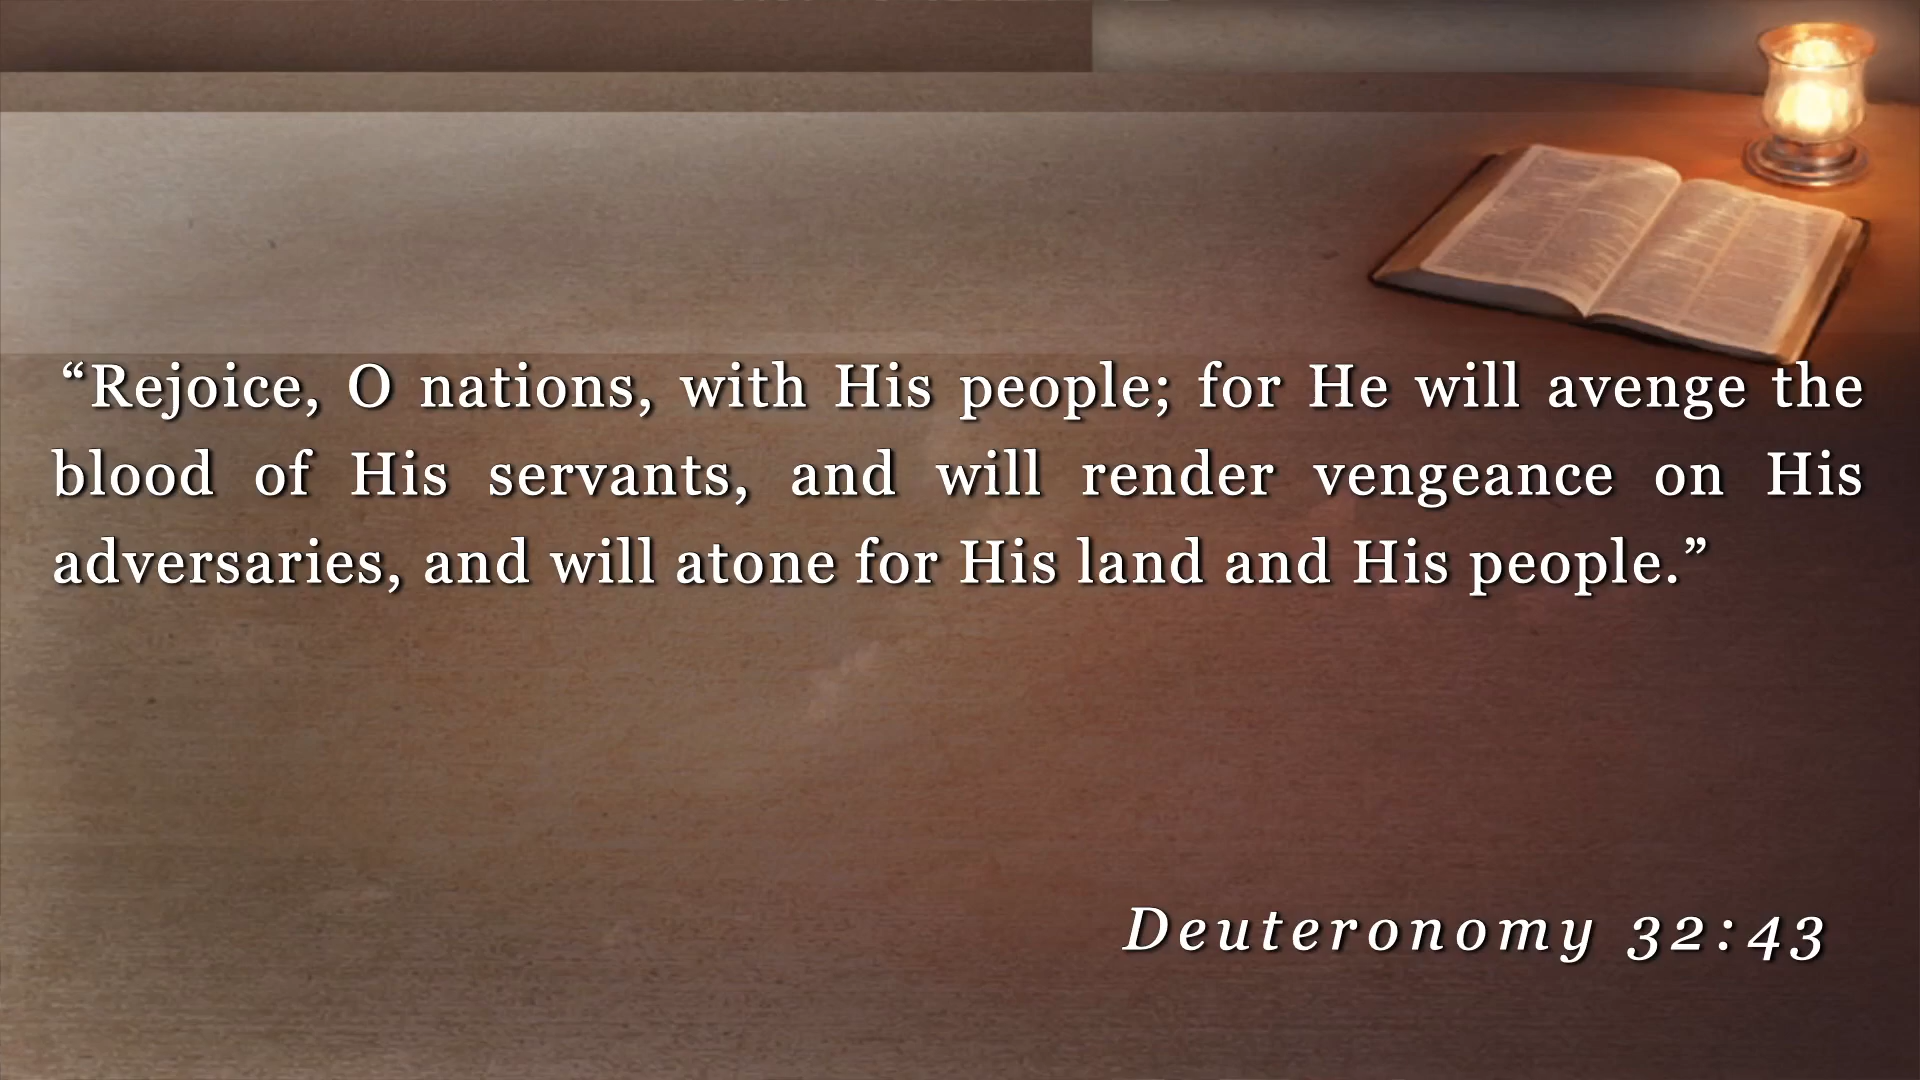 “Rejoice, O nations, with His people; for He will avenge the
blood of His servants, and will render vengeance on His
adversaries, and will atone for His land and His people.”
Deuteronomy 32:43